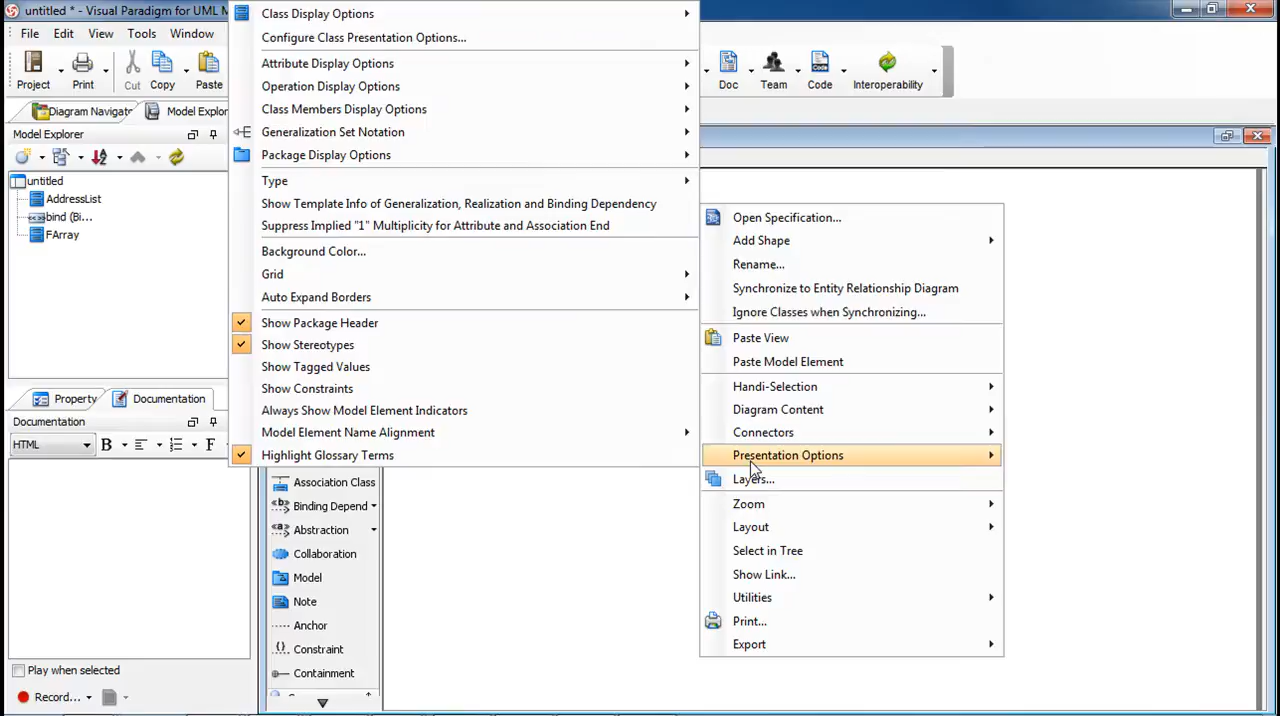 untitled * - Visual Paradigm for UML
File Edit View Tools Window
Project Print Cut Copy Paste Doc Team Code Interoperability
Diagram Navigat Model Explor
Model Explorer
untitled
AddressList
bind (Bi...
FArray
Property Documentation
Documentation
HTML B F
Play when selected
Record...
Class Display Options
Configure Class Presentation Options...
Attribute Display Options
Operation Display Options
Class Members Display Options
Generalization Set Notation
Package Display Options
Type
Show Template Info of Generalization, Realization and Binding Dependency
Suppress Implied "1" Multiplicity for Attribute and Association End
Background Color...
Grid
Auto Expand Borders
Show Package Header
Show Stereotypes
Show Tagged Values
Show Constraints
Always Show Model Element Indicators
Model Element Name Alignment
Highlight Glossary Terms
Association Class
<b> Binding Depend
<a> Abstraction
Collaboration
Model
Note
Anchor
{} Constraint
Containment
Open Specification...
Add Shape
Rename...
Synchronize to Entity Relationship Diagram
Ignore Classes when Synchronizing...
Paste View
Paste Model Element
Handi-Selection
Diagram Content
Connectors
Presentation Options
Layers...
Zoom
Layout
Select in Tree
Show Link...
Utilities
Print...
Export